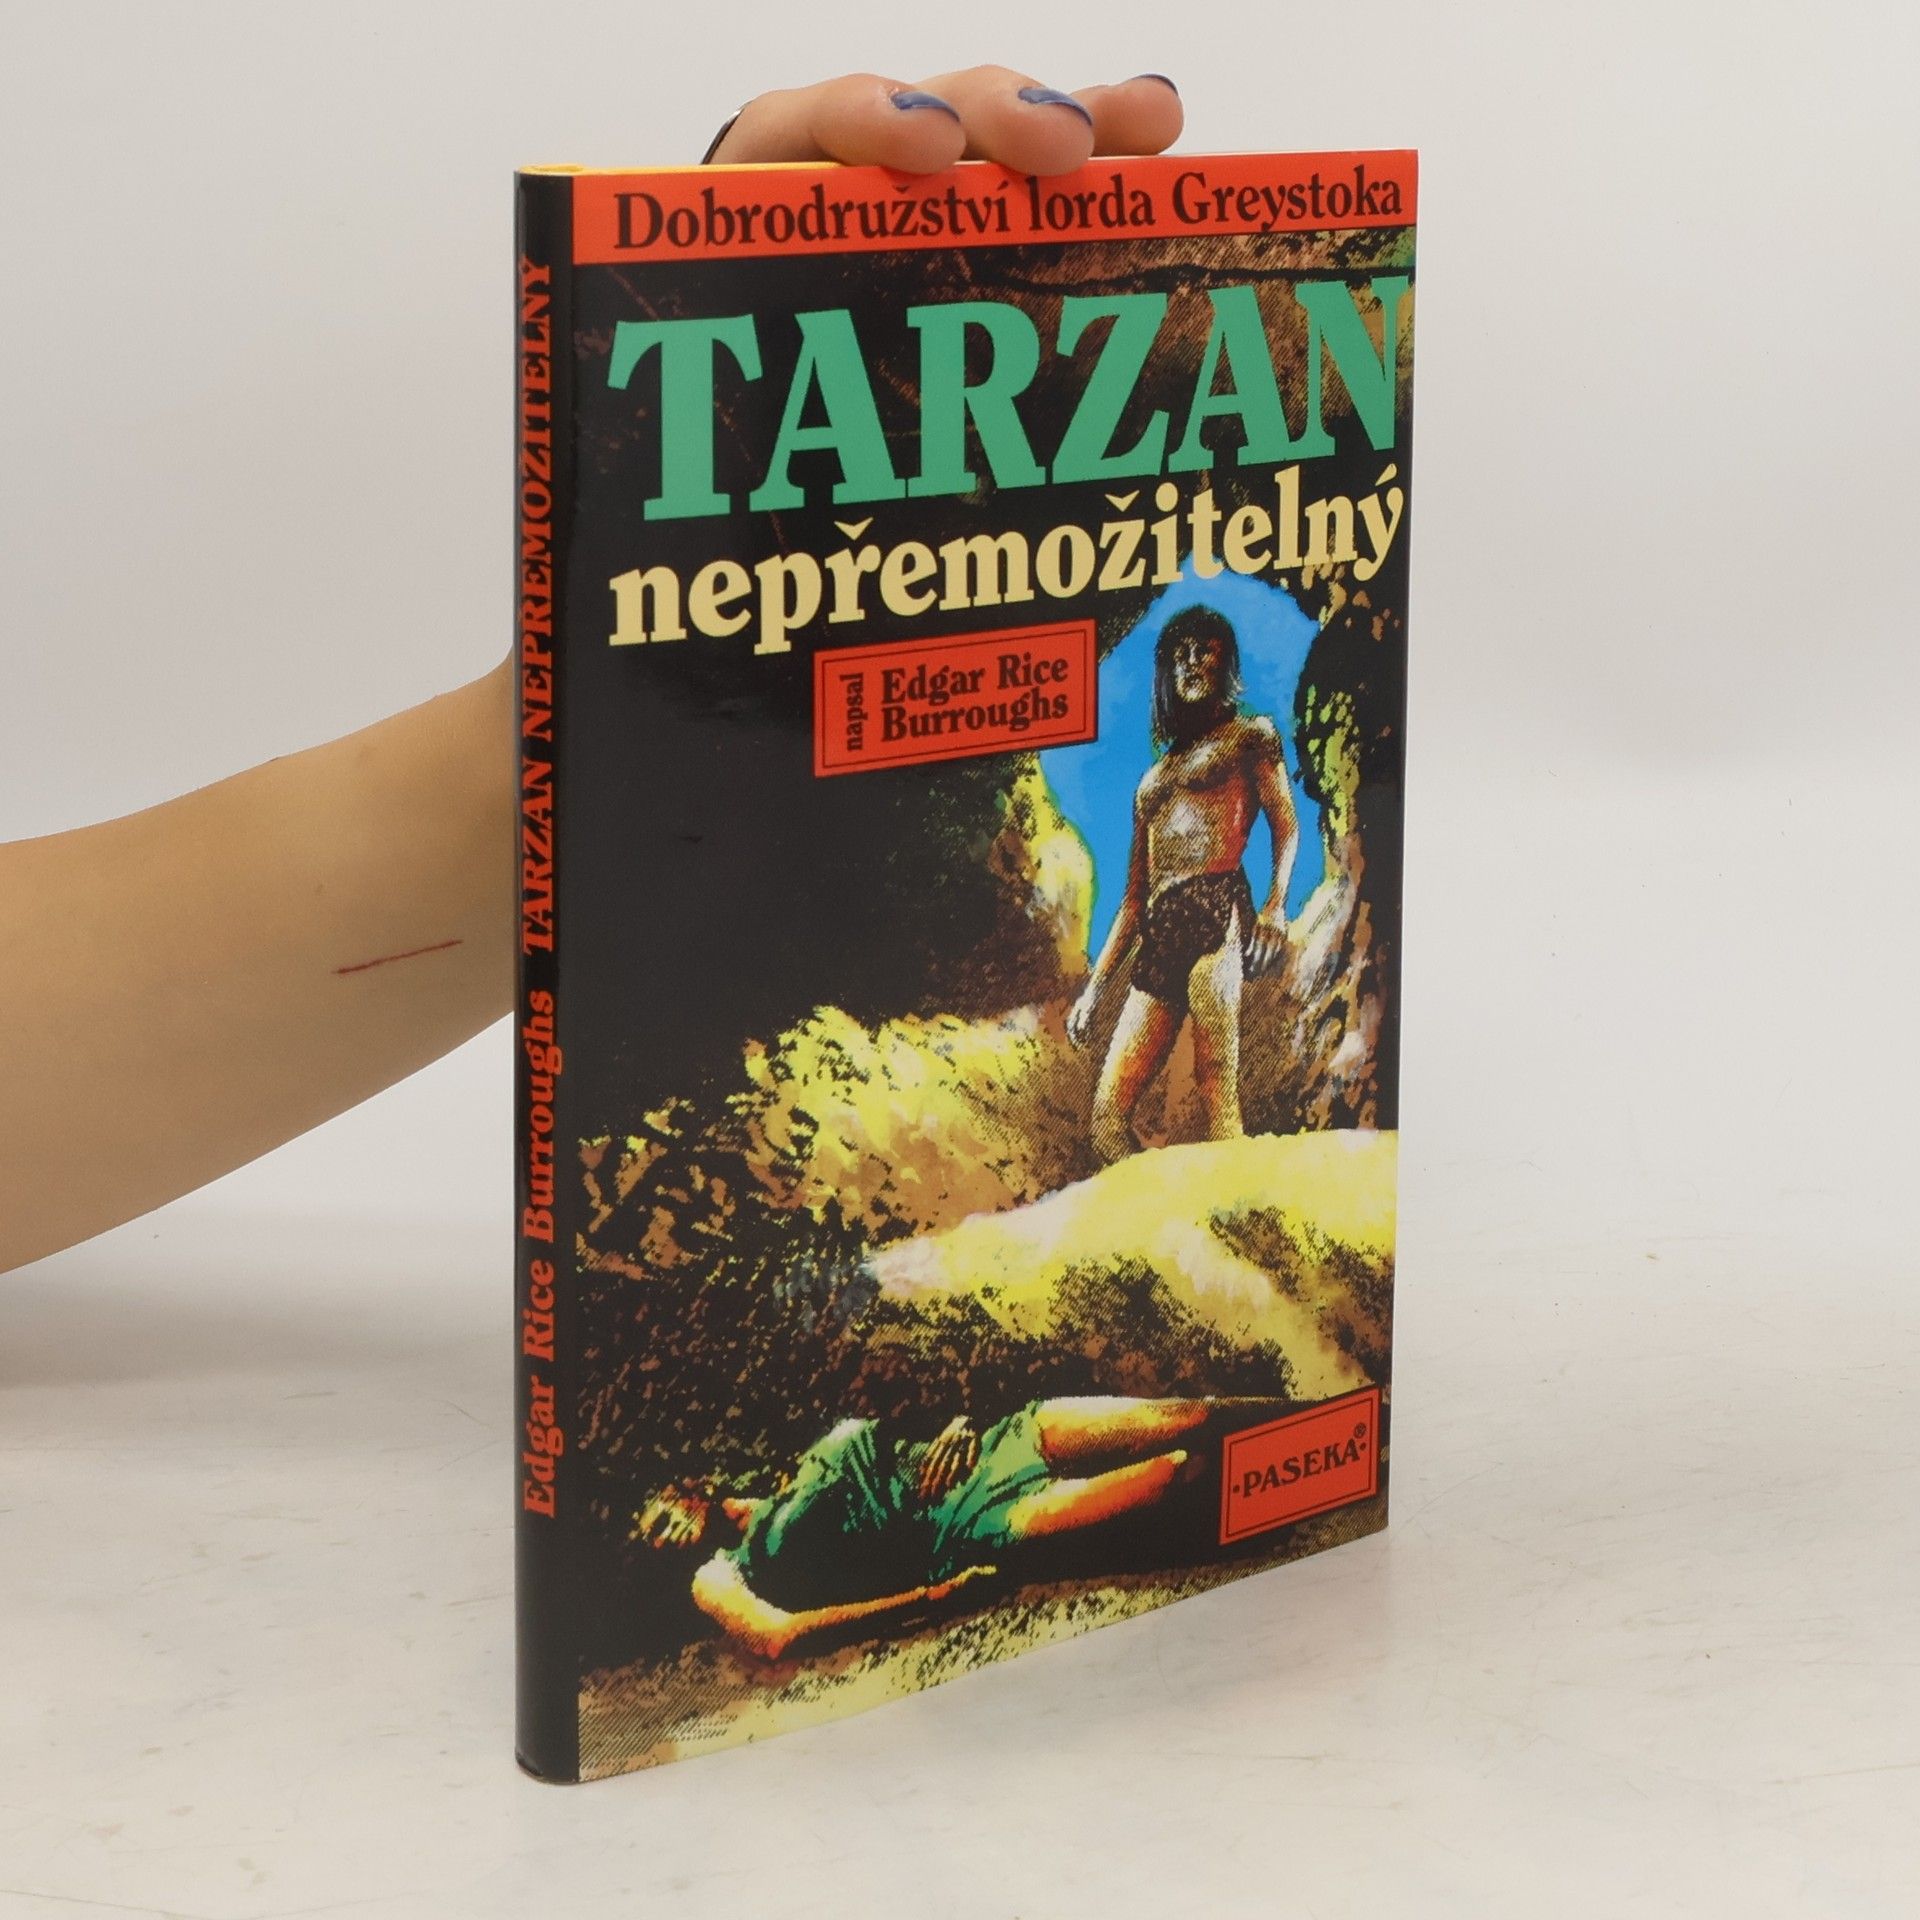 Dobrodružství lorda Greystoka
TARZAN
nepřemožitelný
napsal
Edgar Rice
Burroughs
PASEKA®
Edgar Rice Burroughs TARZAN NEPŘEMOŽITELNÝ